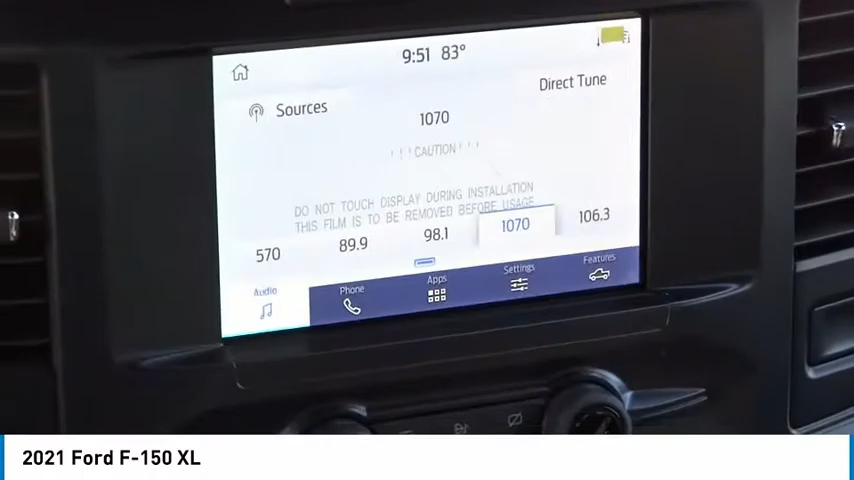 9:51 83°
Sources
Direct Tune
1070
! ! ! CAUTION ! ! !
DO NOT TOUCH DISPLAY DURING INSTALLATION
THIS FILM IS TO BE REMOVED BEFORE USAGE
570 89.9 98.1 1070 106.3
Audio Phone Apps Settings Features
2021 Ford F-150 XL